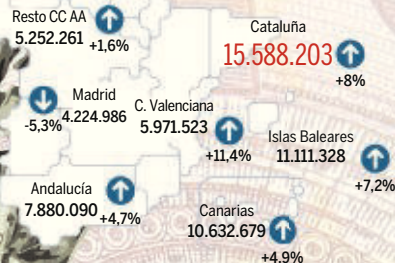 Resto CC AA
5.252.261 +1,6%
Cataluña
15.588.203
+8%
Madrid
-5,3% 4.224.986
C. Valenciana
5.971.523
+11,4%
Islas Baleares
11.111.328
+7,2%
Andalucía
7.880.090 +4,7%
Canarias
10.632.679
+4.9%